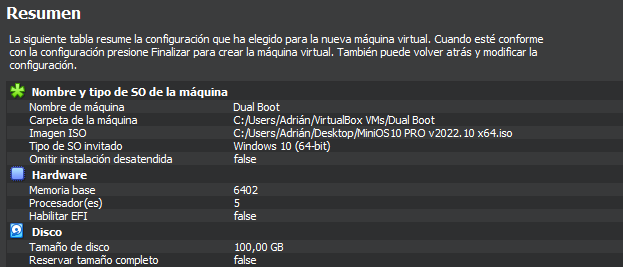 Resumen
La siguiente tabla resume la configuración que ha elegido para la nueva máquina virtual. Cuando esté conforme
con la configuración presione Finalizar para crear la máquina virtual. También puede volver atrás y modificar la
configuración.
Nombre y tipo de SO de la máquina
Nombre de máquina Dual Boot
Carpeta de la máquina C:/Users/Adrián/VirtualBox VMs/Dual Boot
Imagen ISO C:/Users/Adrián/Desktop/MiniOS10 PRO v2022.10 x64.iso
Tipo de SO invitado Windows 10 (64-bit)
Omitir instalación desatendida false
Hardware
Memoria base 6402
Procesador(es) 5
Habilitar EFI false
Disco
Tamaño de disco 100,00 GB
Reservar tamaño completo false